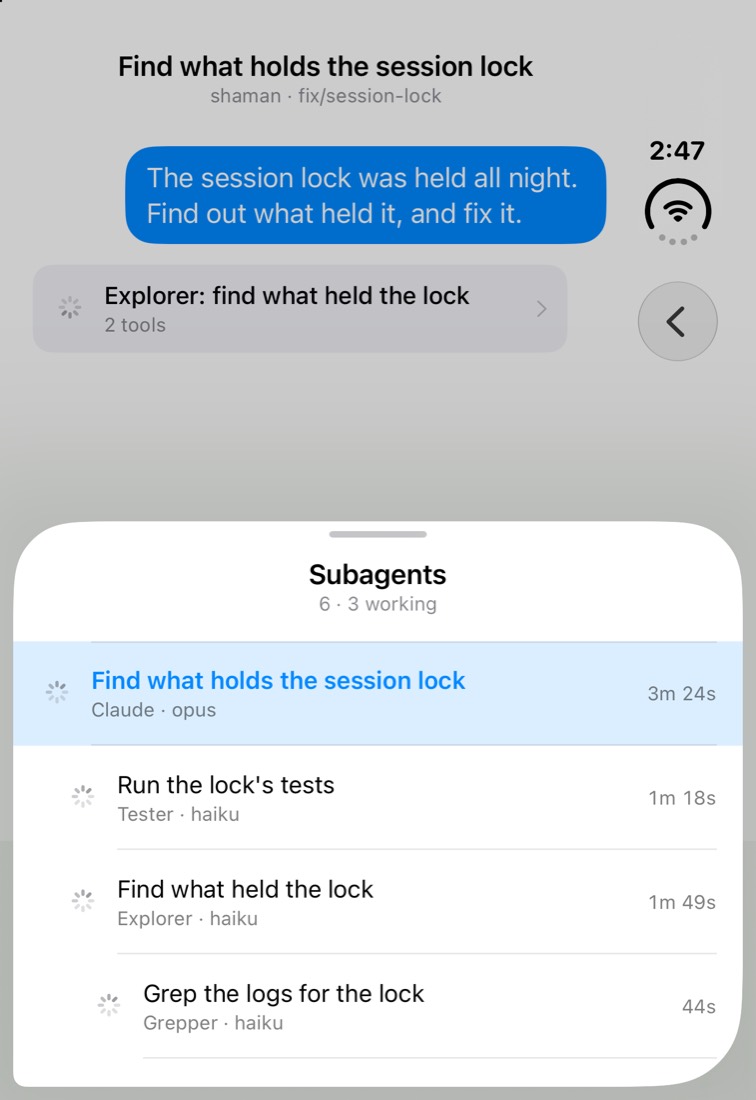 Find what holds the session lock
shaman · fix/session-lock
2:47
The session lock was held all night.
Find out what held it, and fix it.
Explorer: find what held the lock
2 tools
Subagents
6 · 3 working
Find what holds the session lock
Claude · opus
3m 24s
Run the lock's tests
Tester · haiku
1m 18s
Find what held the lock
Explorer · haiku
1m 49s
Grep the logs for the lock
Grepper · haiku
44s